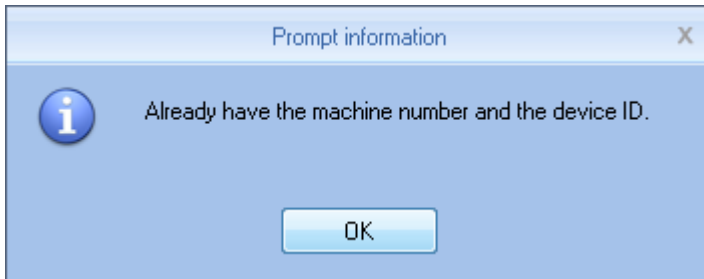 Prompt information
X
Already have the machine number and the device ID.
OK